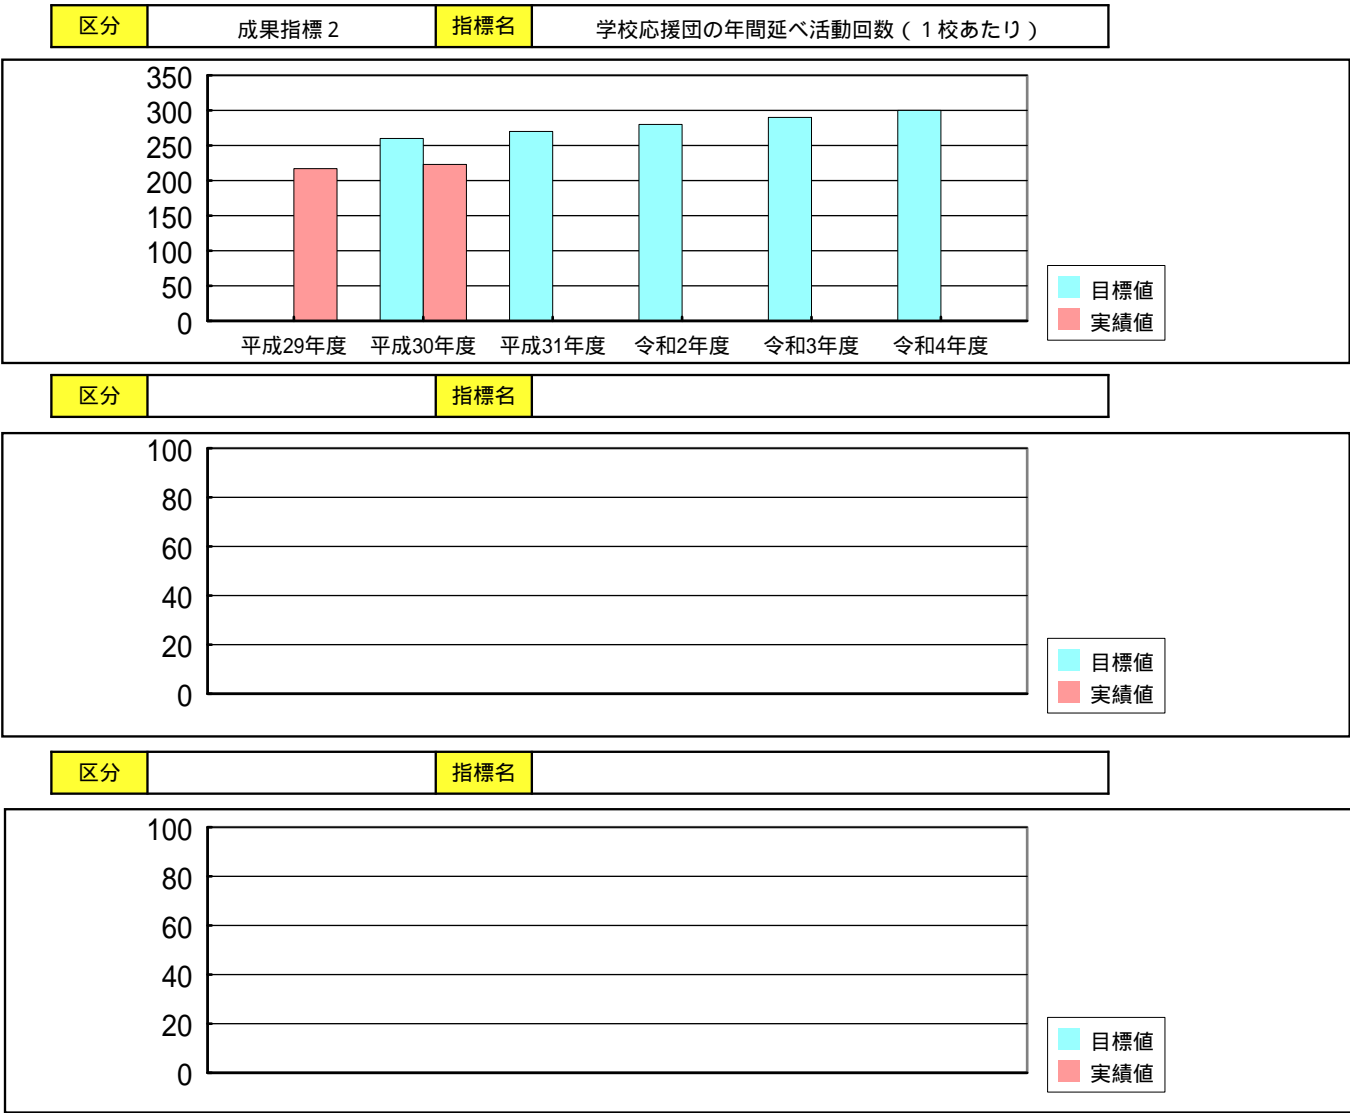 区分 成果指標２ 指標名 学校応援団の年間延べ活動回数（１校あたり）
350
300
250
200
150
100
50
0
平成29年度 平成30年度 平成31年度 令和2年度 令和3年度 令和4年度
目標値
実績値
区分 指標名
100
80
60
40
20
0
目標値
実績値
区分 指標名
100
80
60
40
20
0
目標値
実績値